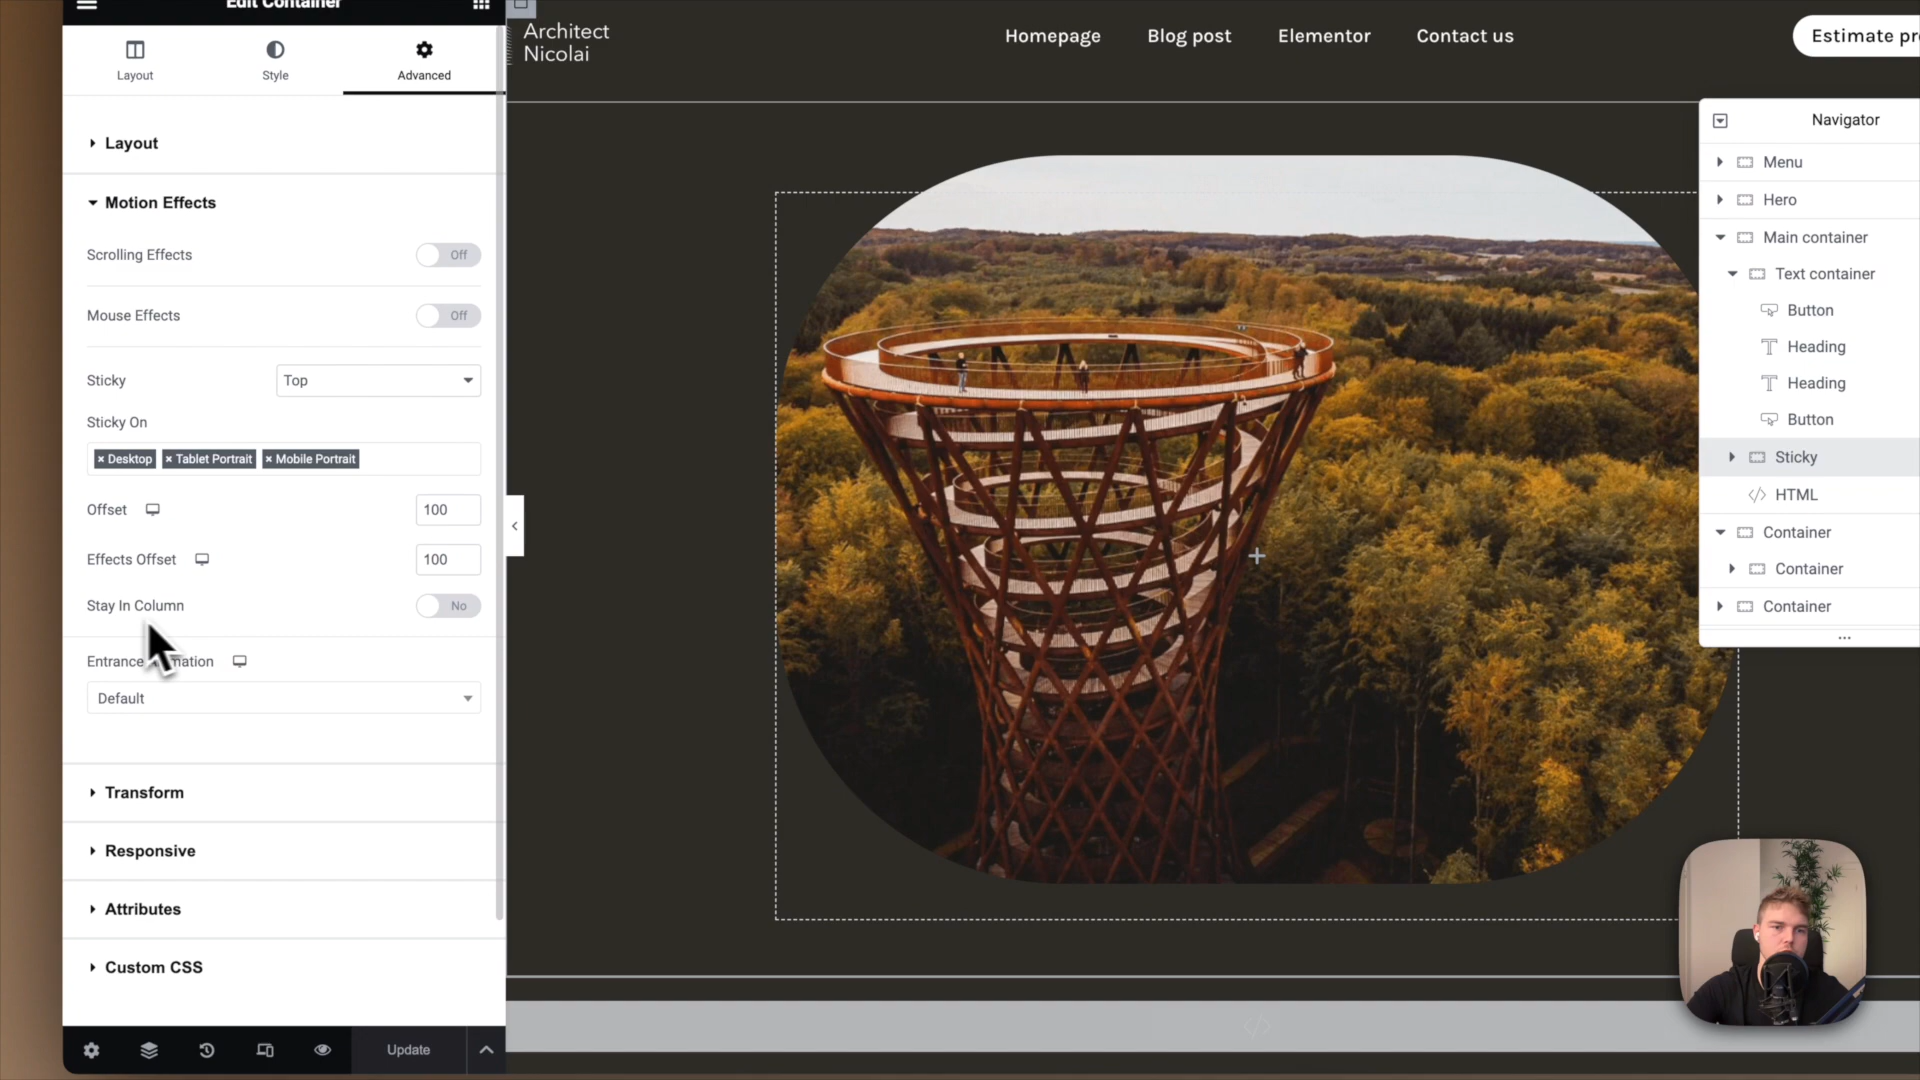 Edit Container
Layout
Style
Advanced
Layout
Motion Effects
Scrolling Effects
Off
Mouse Effects
Off
Sticky
Top
Sticky On
× Desktop × Tablet Portrait × Mobile Portrait
Offset
100
Effects Offset
100
Stay In Column
No
Entrance
mation
Default
Transform
Responsive
Attributes
Custom CSS
Update
Architect
Nicolai
Homepage
Blog post
Elementor
Contact us
Estimate pr
Navigator
Menu
Hero
Main container
Text container
Button
Heading
Heading
Button
Sticky
HTML
Container
Container
Container